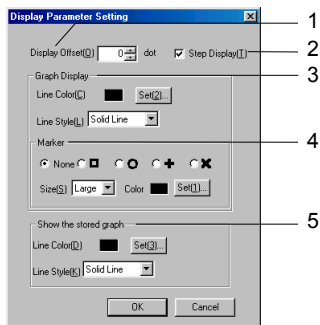 Display Parameter Setting
1
Display Offset(O) 0 dot Step Display(T)
2
Graph Display
3
Line Color(C) Set(2)...
Line Style(L) Solid Line
Marker
4
None
Size(S) Large Color Set(1)...
Show the stored graph
5
Line Color(D) Set(3)...
Line Style(K) Solid Line
OK Cancel